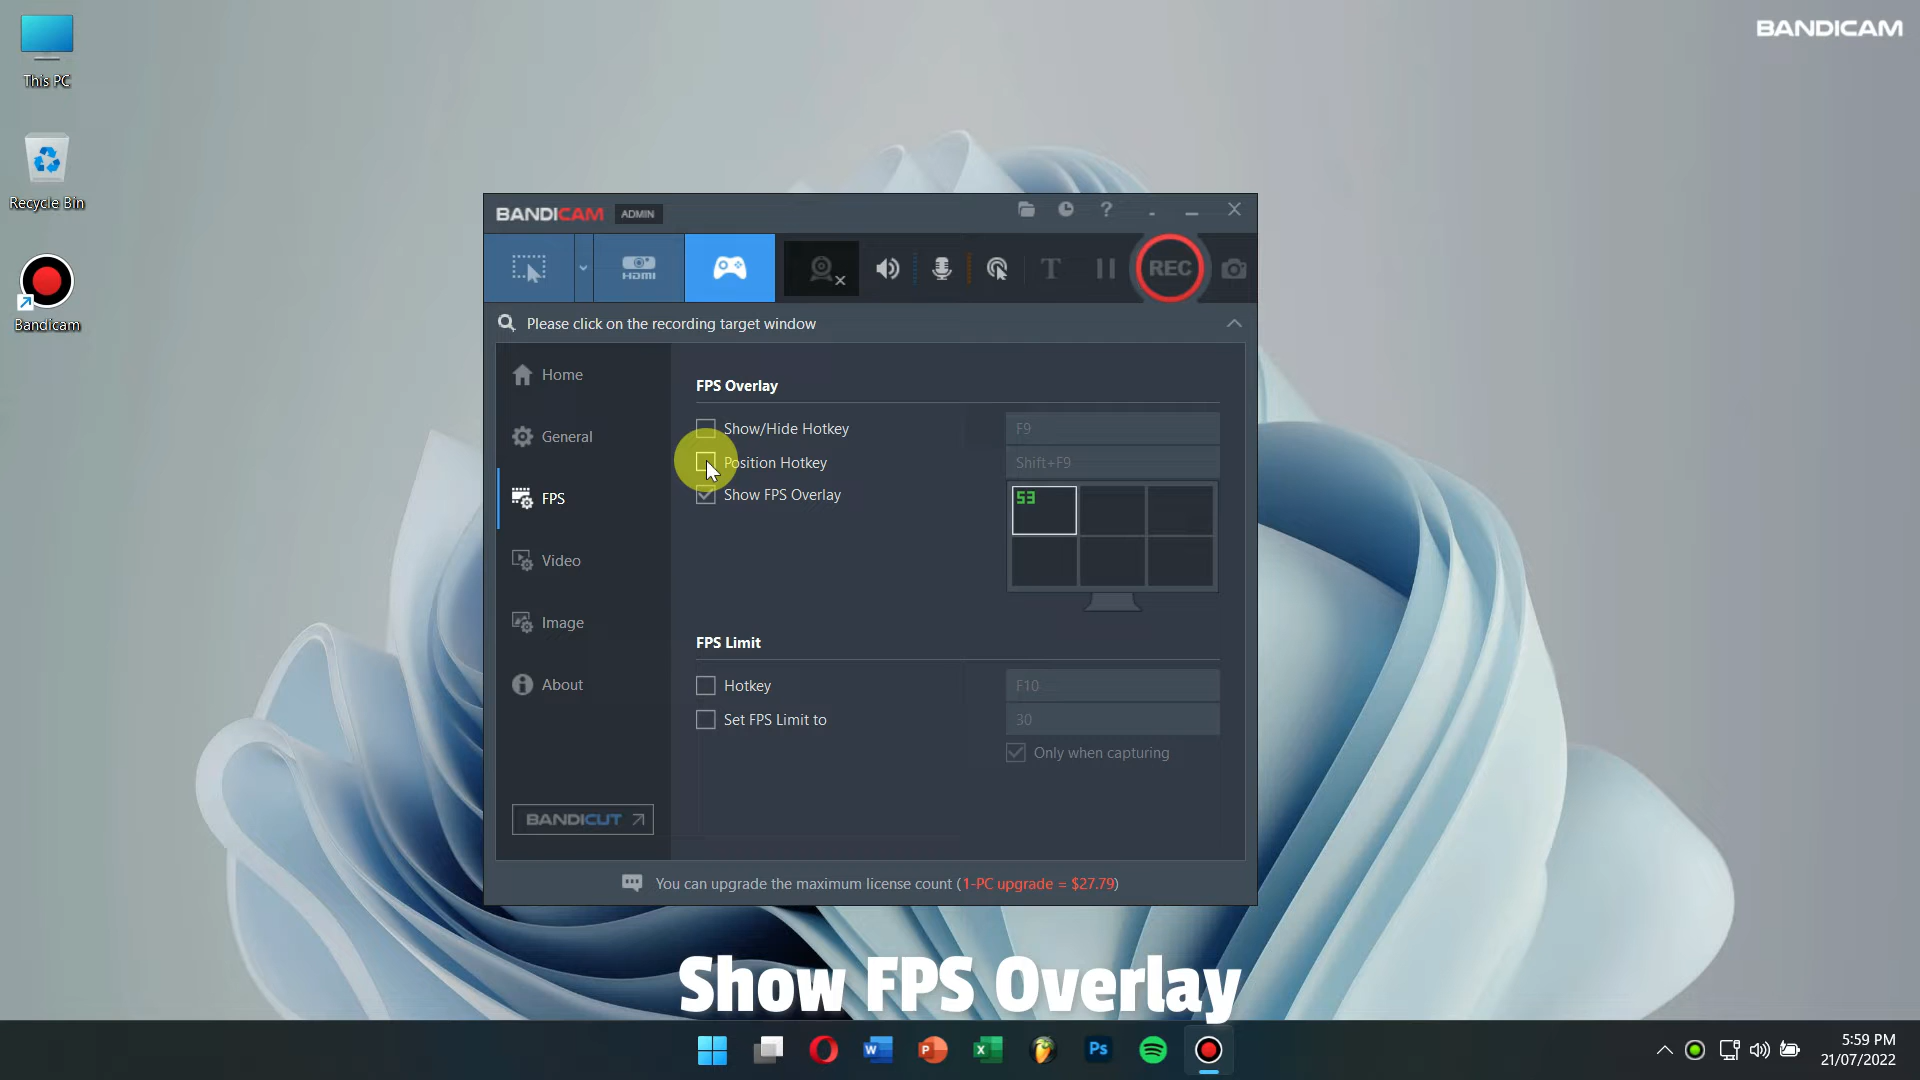 This PC
Recycle Bin
Bandicam
BANDICAM
BANDICAM ADMIN
?
HDMI
T
REC
Please click on the recording target window
Home
General
FPS
Video
Image
About
BANDICUT
FPS Overlay
Show/Hide Hotkey
F9
Position Hotkey
Shift+F9
Show FPS Overlay
53
FPS Limit
Hotkey
F10
Set FPS Limit to
30
Only when capturing
You can upgrade the maximum license count (1-PC upgrade = $27.79)
Show FPS Overlay
W
P
X
Ps
5:59 PM
21/07/2022